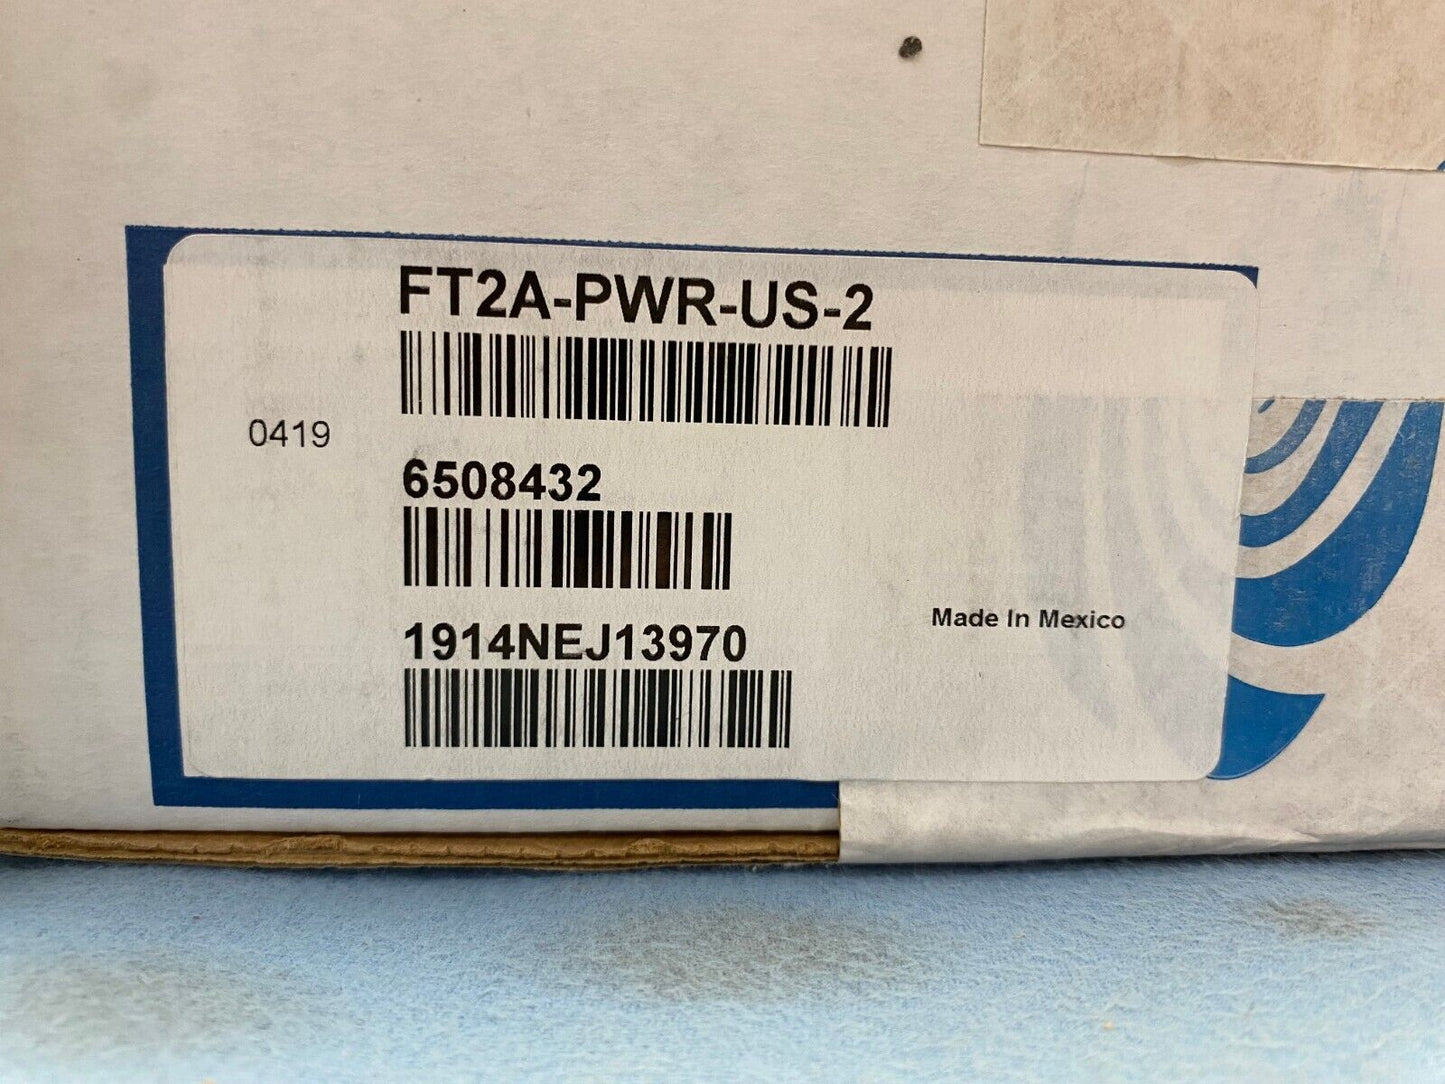 FT2A-PWR-US-2
0419
6508432
1914NEJ13970
Made In Mexico